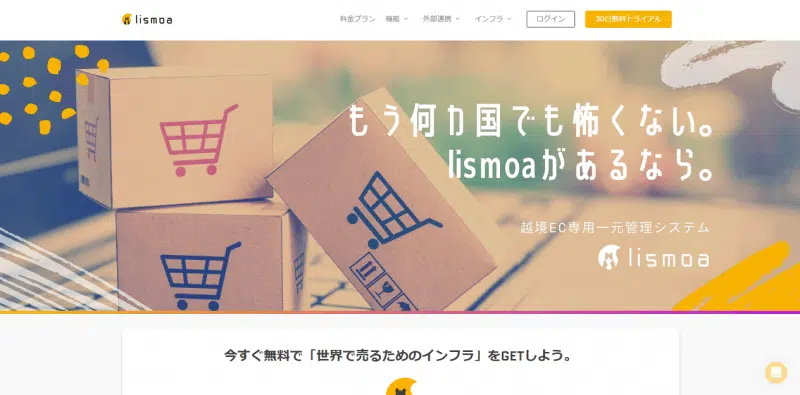 lismoa
料金プラン
機能
外部連携
インフラ
ログイン
30日無料トライアル
もう何カ国でも怖くない。
lismoaがあるなら。
越境EC専用一元管理システム
lismoa
今すぐ無料で「世界で売るためのインフラ」をGETしよう。